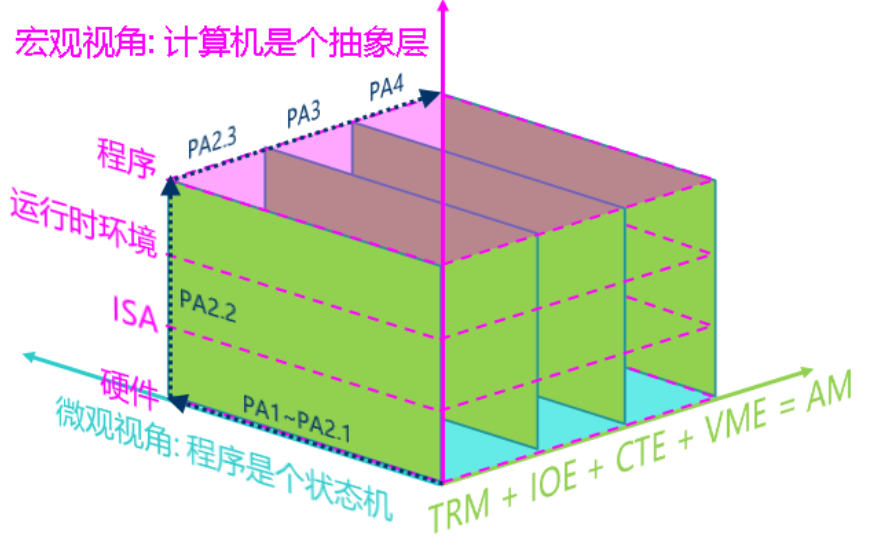 宏观视角: 计算机是个抽象层
PA4
PA3
PA2.3
程序
运行时环境
PA2.2
ISA
硬件
PA1~PA2.1
微观视角: 程序是个状态机
TRM + IOE + CTE + VME = AM